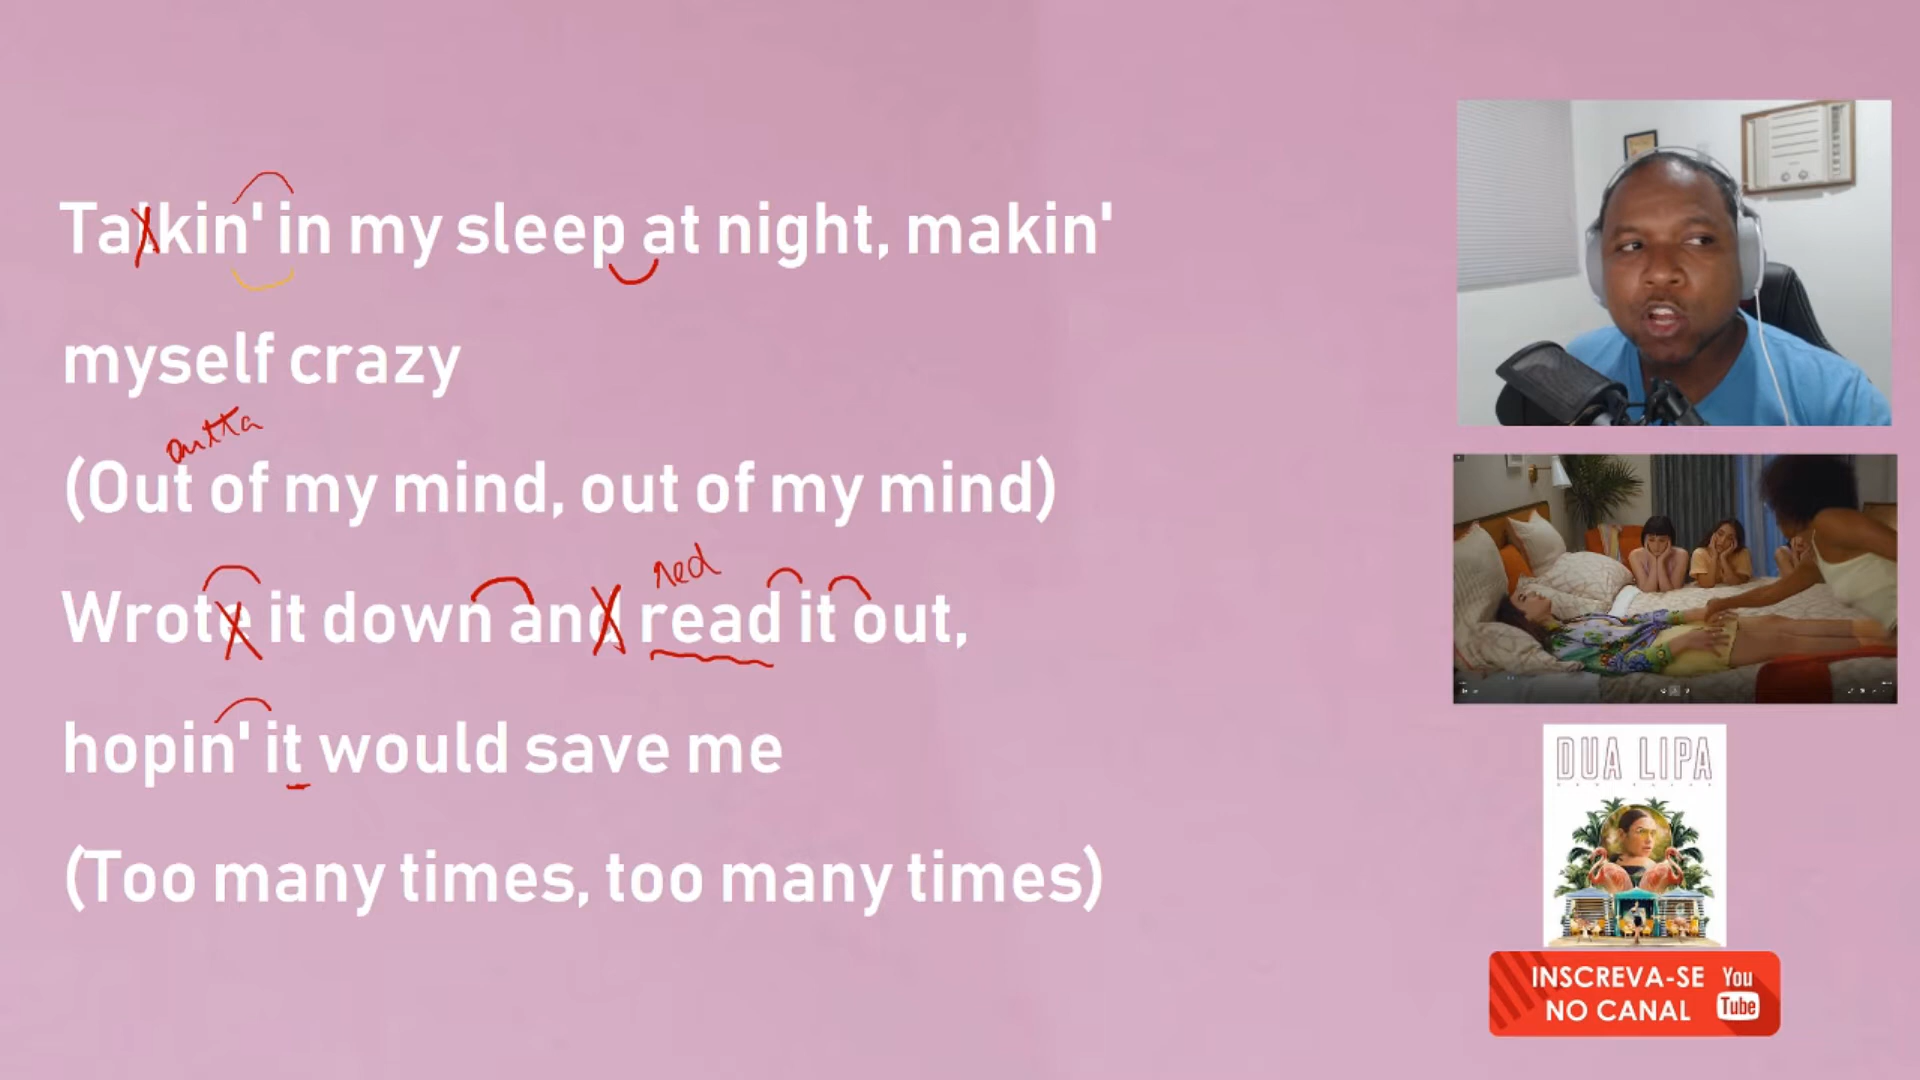 Talkin' in my sleep at night, makin'
myself crazy
outta
(Out of my mind, out of my mind)
red
Wrote it down and read it out,
hopin' it would save me
(Too many times, too many times)
DUA LIPA
INSCREVA-SE
NO CANAL
You
Tube